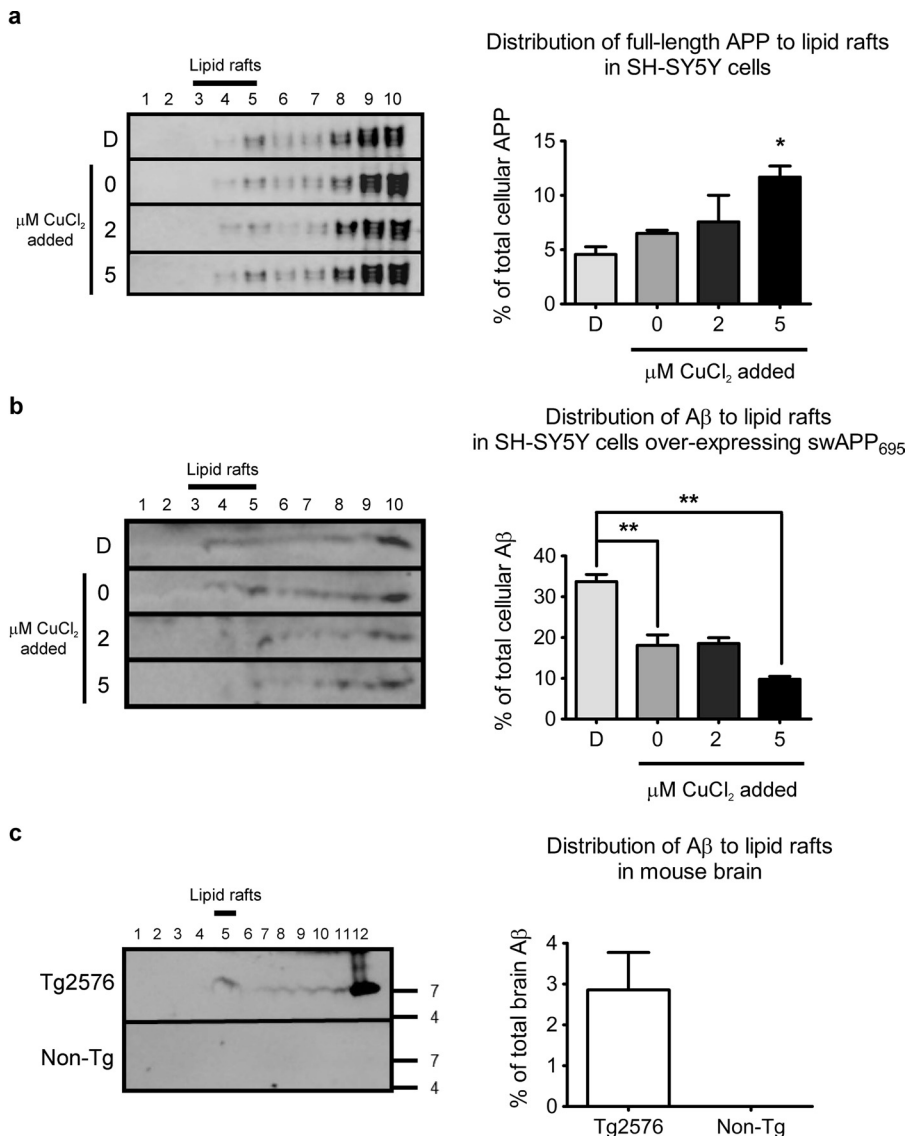 a
Lipid rafts
1 2 3 4 5 6 7 8 9 10
D
0
2
5
μM CuCl₂
added
Distribution of full-length APP to lipid rafts
in SH-SY5Y cells
% of total cellular APP
15
10
5
0
*
D 0 2 5
μM CuCl₂ added
b
Lipid rafts
1 2 3 4 5 6 7 8 9 10
D
0
2
5
μM CuCl₂
added
Distribution of Aβ to lipid rafts
in SH-SY5Y cells over-expressing swAPP₆₉₅
% of total cellular Aβ
40
30
20
10
0
**
**
D 0 2 5
μM CuCl₂ added
c
Lipid rafts
1 2 3 4 5 6 7 8 9 10 11 12
Tg2576
Non-Tg
7
4
7
4
Distribution of Aβ to lipid rafts
in mouse brain
% of total brain Aβ
4
3
2
1
0
Tg2576 Non-Tg